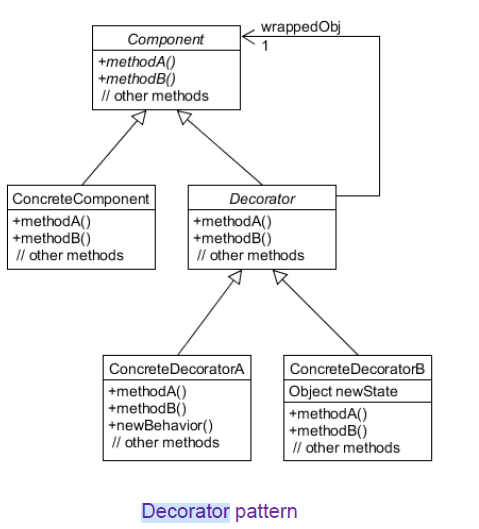 Component
+methodA()
+methodB()
// other methods
wrappedObj
1
ConcreteComponent
+methodA()
+methodB()
// other methods
Decorator
+methodA()
+methodB()
// other methods
ConcreteDecoratorA
+methodA()
+methodB()
+newBehavior()
// other methods
ConcreteDecoratorB
Object newState
+methodA()
+methodB()
// other methods
Decorator pattern